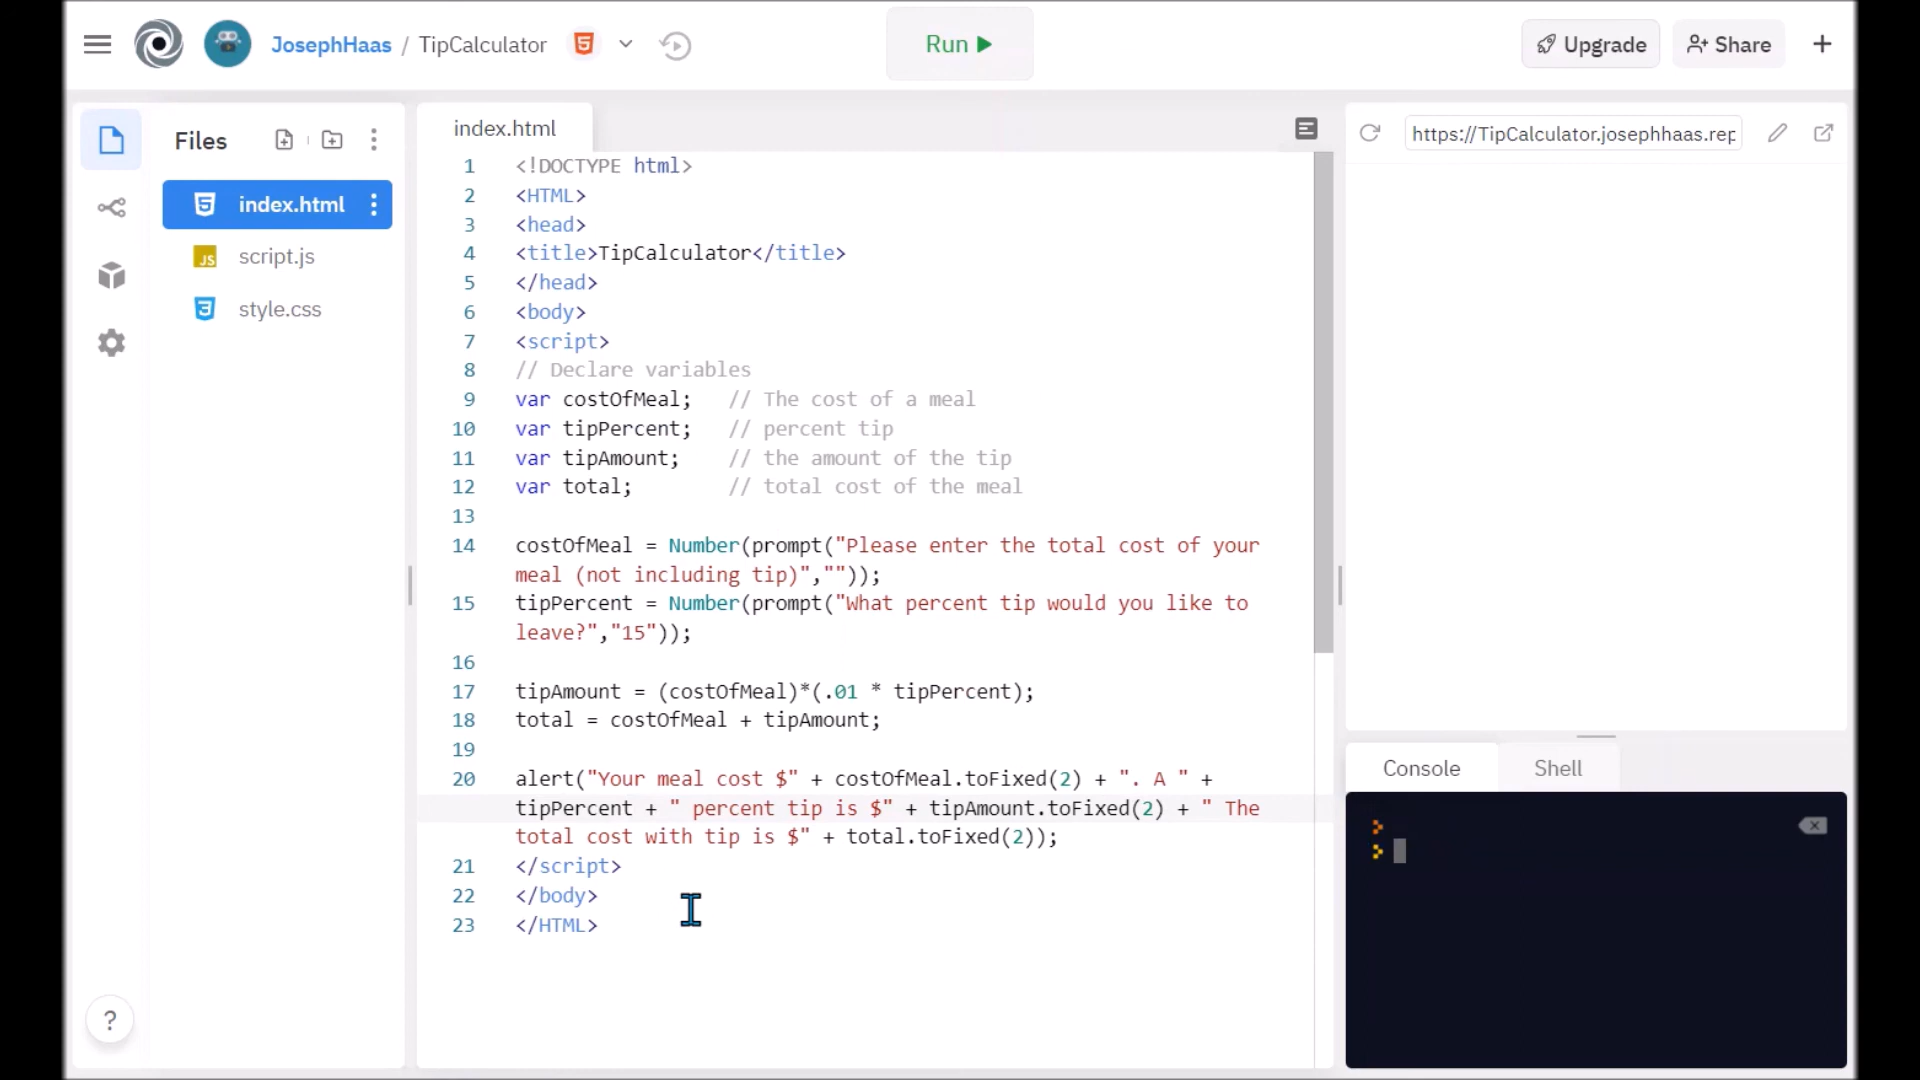 JosephHaas / TipCalculator
Run
Upgrade
Share
Files
index.html
script.js
style.css
index.html
1 <!DOCTYPE html>
2 <HTML>
3 <head>
4 <title>TipCalculator</title>
5 </head>
6 <body>
7 <script>
8 // Declare variables
9 var costOfMeal; // The cost of a meal
10 var tipPercent; // percent tip
11 var tipAmount; // the amount of the tip
12 var total; // total cost of the meal
13
14 costOfMeal = Number(prompt("Please enter the total cost of your
meal (not including tip)",""));
15 tipPercent = Number(prompt("What percent tip would you like to
leave?","15"));
16
17 tipAmount = (costOfMeal)*(.01 * tipPercent);
18 total = costOfMeal + tipAmount;
19
20 alert("Your meal cost $" + costOfMeal.toFixed(2) + ". A " +
tipPercent + " percent tip is $" + tipAmount.toFixed(2) + " The
total cost with tip is $" + total.toFixed(2));
21 </script>
22 </body>
23 </HTML>
https://TipCalculator.josephhaas.rep
Console
Shell
>
>
?